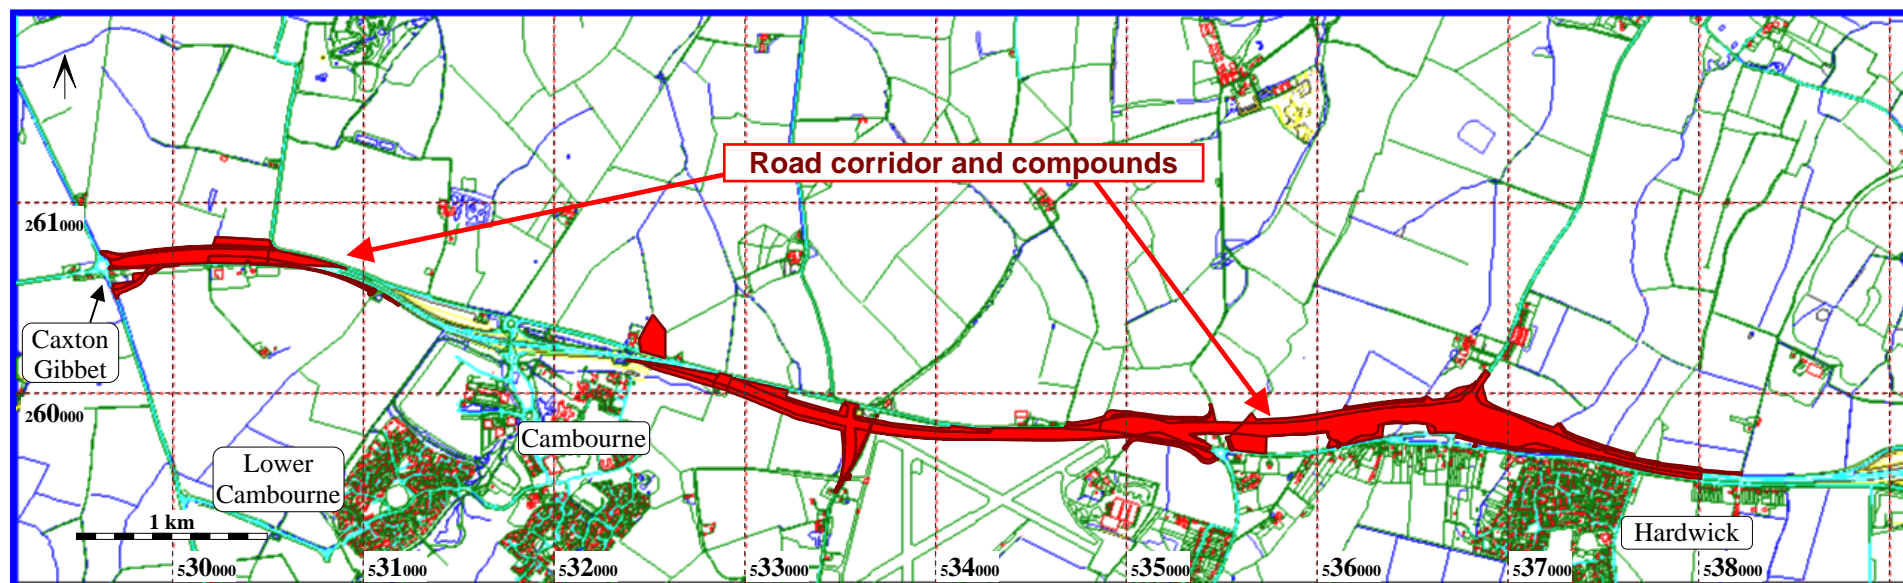 Road corridor and compounds
261000
Caxton
Gibbet
260000
Cambourne
Lower
Cambourne
1 km
Hardwick
530000
531000
532000
533000
534000
535000
536000
537000
538000